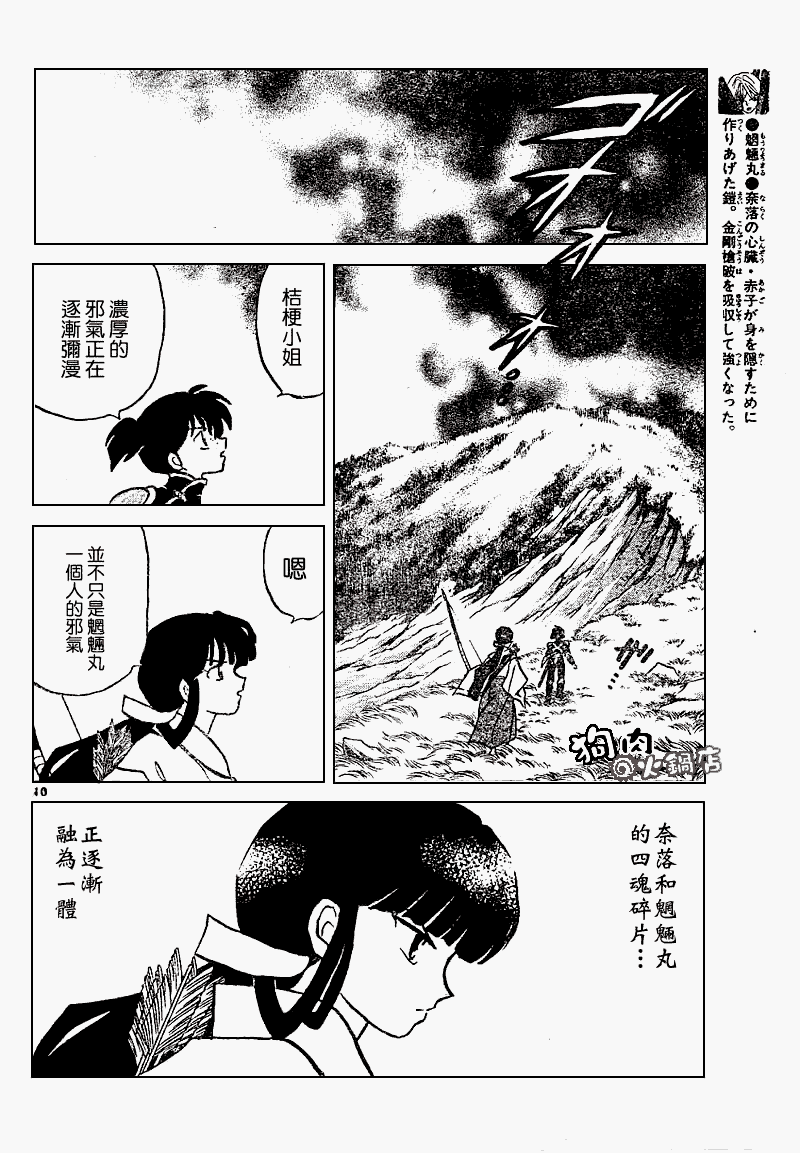 ●魍魎丸●奈落の心臓・赤子が身を隠すために
作りあげた鎧。金剛槍破を吸収して強くなった。
ゴオオオ…
桔梗小姐
濃厚的
邪氣正在
逐漸彌漫
嗯
並不只是魍魎丸
一個人的邪氣
狗肉
@火鍋店
10
奈落和魍魎丸
的四魂碎片…
正逐漸
融為一體